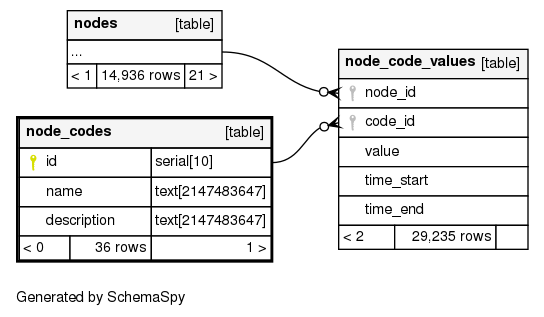 nodes [table]
...
< 1 14,936 rows 21 >
node_codes [table]
id serial[10]
name text[2147483647]
description text[2147483647]
< 0 36 rows 1 >
node_code_values [table]
node_id
code_id
value
time_start
time_end
< 2 29,235 rows
Generated by SchemaSpy